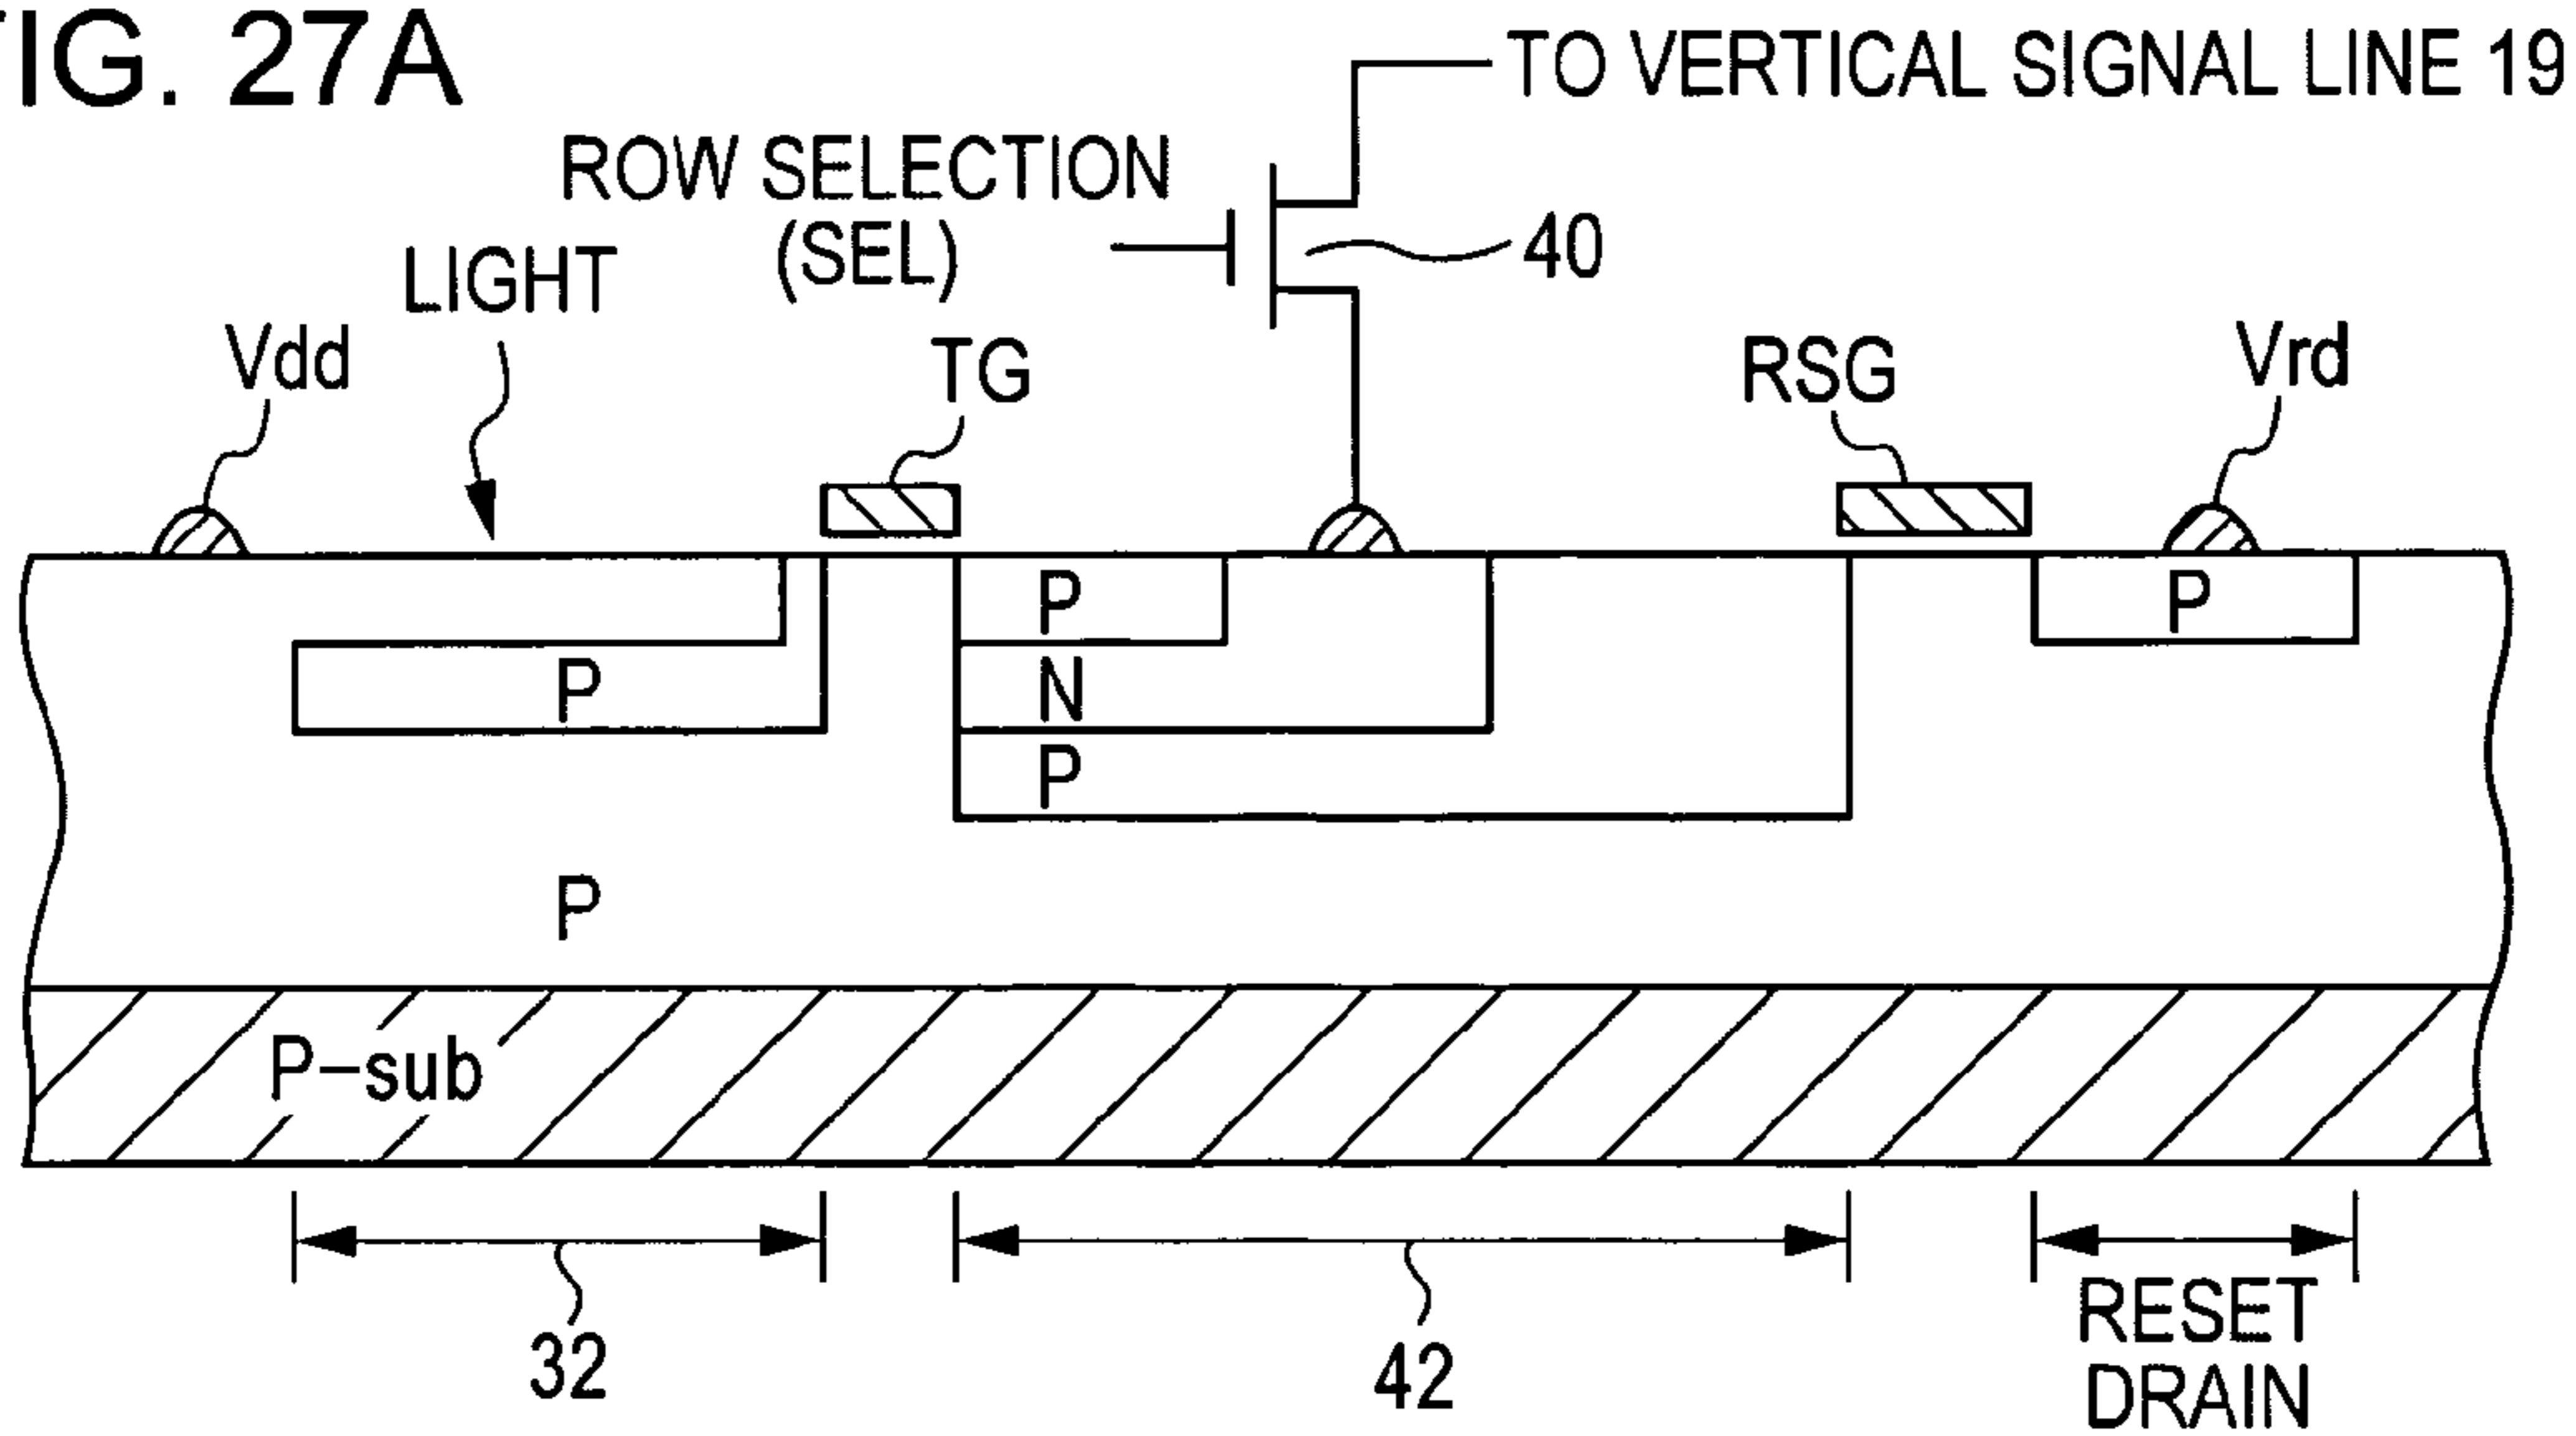 FIG. 27A
TO VERTICAL SIGNAL LINE 19
ROW SELECTION
(SEL)
40
LIGHT
Vdd
TG
RSG
Vrd
P
P
P
N
P
P
P-sub
32
42
RESET
DRAIN